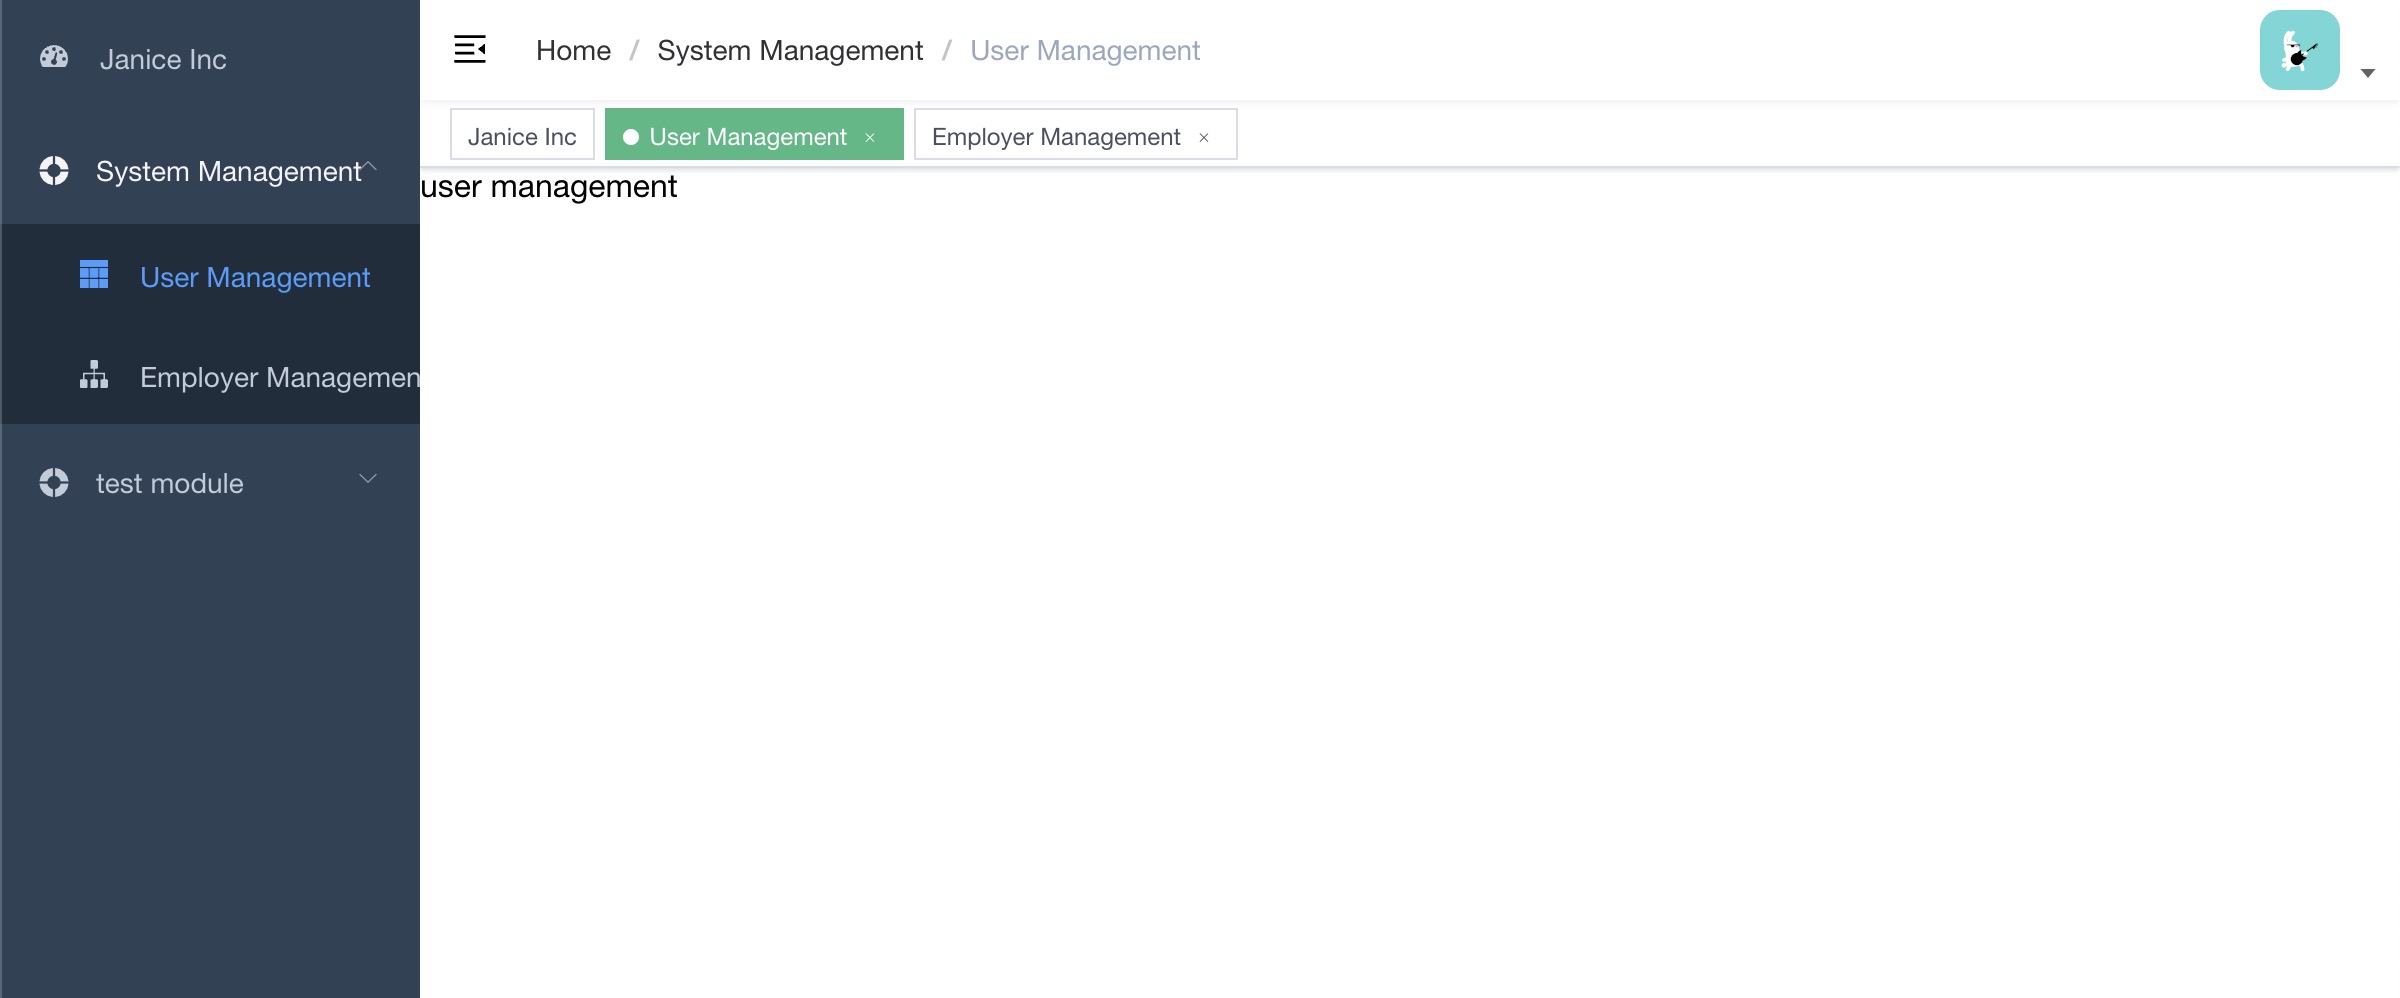 Janice Inc
System Management
User Management
Employer Managemen
test module
Home / System Management / User Management
Janice Inc User Management × Employer Management ×
user management